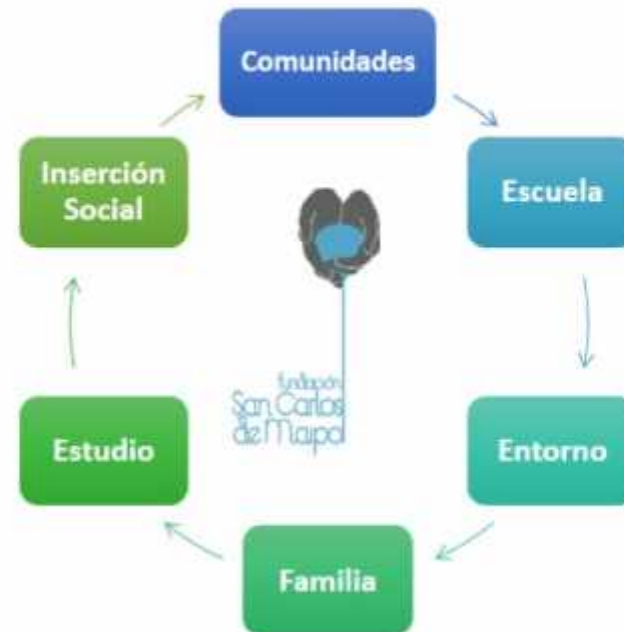 Comunidades
Escuela
Entorno
Familia
Estudio
Inserción
Social
fundación
San Carlos
de Maipo